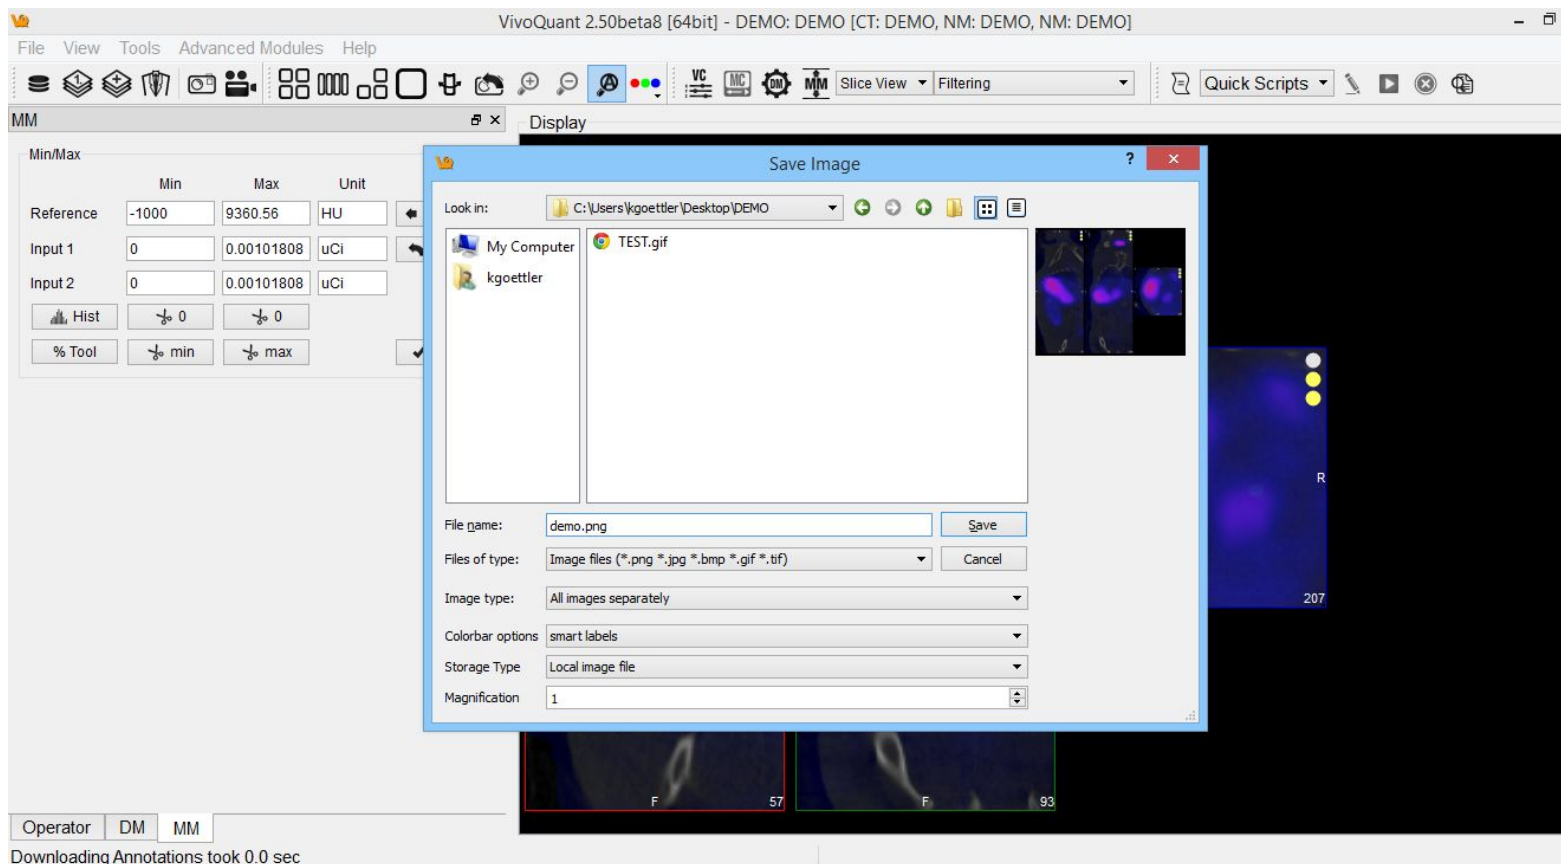 VivoQuant 2.50beta8 [64bit] - DEMO: DEMO [CT: DEMO, NM: DEMO, NM: DEMO]
File View Tools Advanced Modules Help
VC MC DM MM Slice View Filtering Quick Scripts
MM
Display
Min/Max
Min Max Unit
Reference -1000 9360.56 HU
Input 1 0 0.00101808 uCi
Input 2 0 0.00101808 uCi
Hist 0 0
% Tool min max
Save Image
?
Look in: C:\Users\kgoettler\Desktop\DEMO
My Computer
kgoettler
TEST.gif
File name: demo.png Save
Files of type: Image files (*.png *.jpg *.bmp *.gif *.tif) Cancel
Image type: All images separately
Colorbar options smart labels
Storage Type Local image file
Magnification 1
R
207
F 57 F 93
Operator DM MM
Downloading Annotations took 0.0 sec